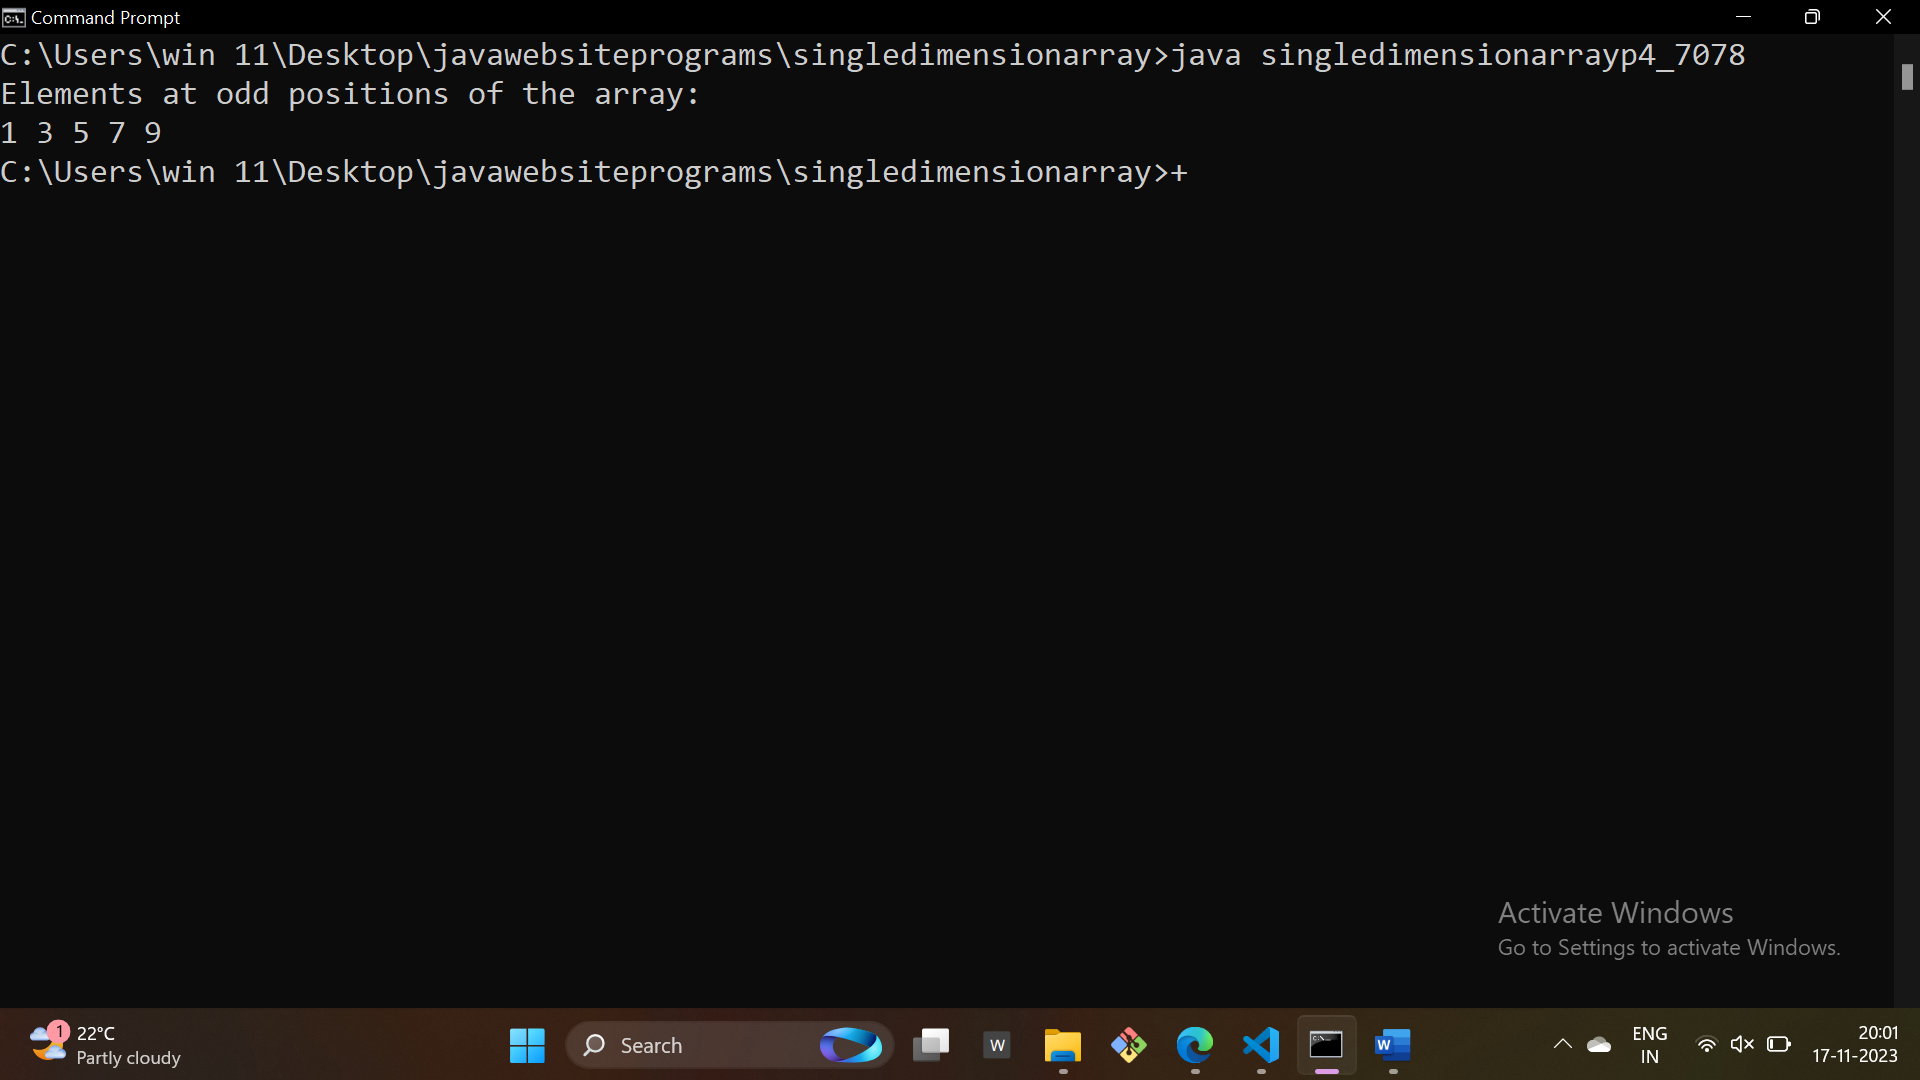 Command Prompt
C:\Users\win 11\Desktop\javawebsiteprograms\singledimensionarray>java singledimensionarrayp4_7078
Elements at odd positions of the array:
1 3 5 7 9
C:\Users\win 11\Desktop\javawebsiteprograms\singledimensionarray>+
Activate Windows
Go to Settings to activate Windows.
1
22°C
Partly cloudy
Search
W
W
ENG
IN
20:01
17-11-2023